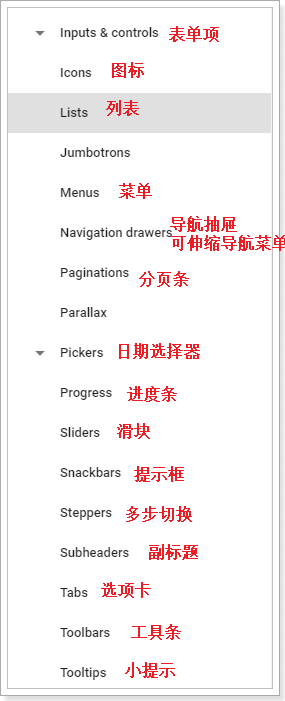 Inputs & controls 表单项
Icons 图标
Lists 列表
Jumbotrons
Menus 菜单
Navigation drawers 导航抽屉
可伸缩导航菜单
Paginations 分页条
Parallax
Pickers 日期选择器
Progress 进度条
Sliders 滑块
Snackbars 提示框
Steppers 多步切换
Subheaders 副标题
Tabs 选项卡
Toolbars 工具条
Tooltips 小提示